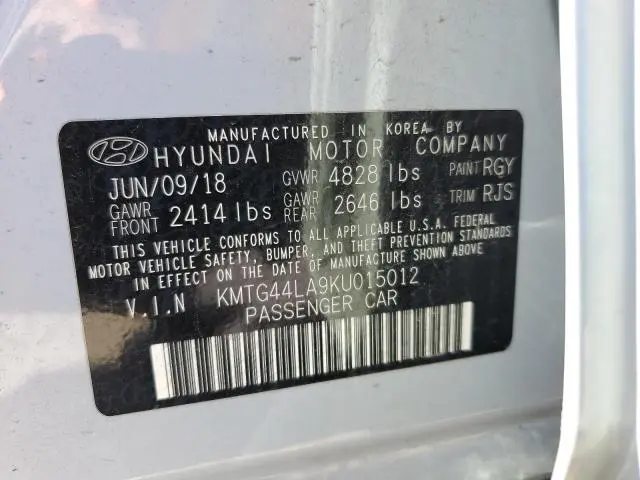 MANUFACTURED IN KOREA BY
HYUNDAI MOTOR COMPANY
JUN/09/18 GVWR 4828 lbs PAINT RGY
GAWR FRONT 2414 lbs GAWR REAR 2646 lbs TRIM RJS
THIS VEHICLE CONFORMS TO ALL APPLICABLE U.S.A. FEDERAL
MOTOR VEHICLE SAFETY, BUMPER, AND THEFT PREVENTION STANDARDS
IN EFFECT ON THE DATE OF MANUFACTURE SHOWN ABOVE.
V.I.N KMTG44LA9KU015012
PASSENGER CAR